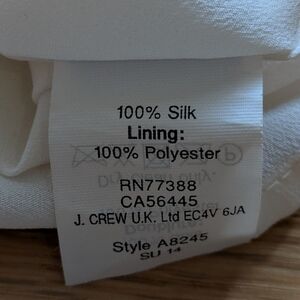 100% Silk
Lining:
100% Polyester
RN77388
CA56445
J. CREW U.K. Ltd EC4V 6JA
Style A8245
SU 14